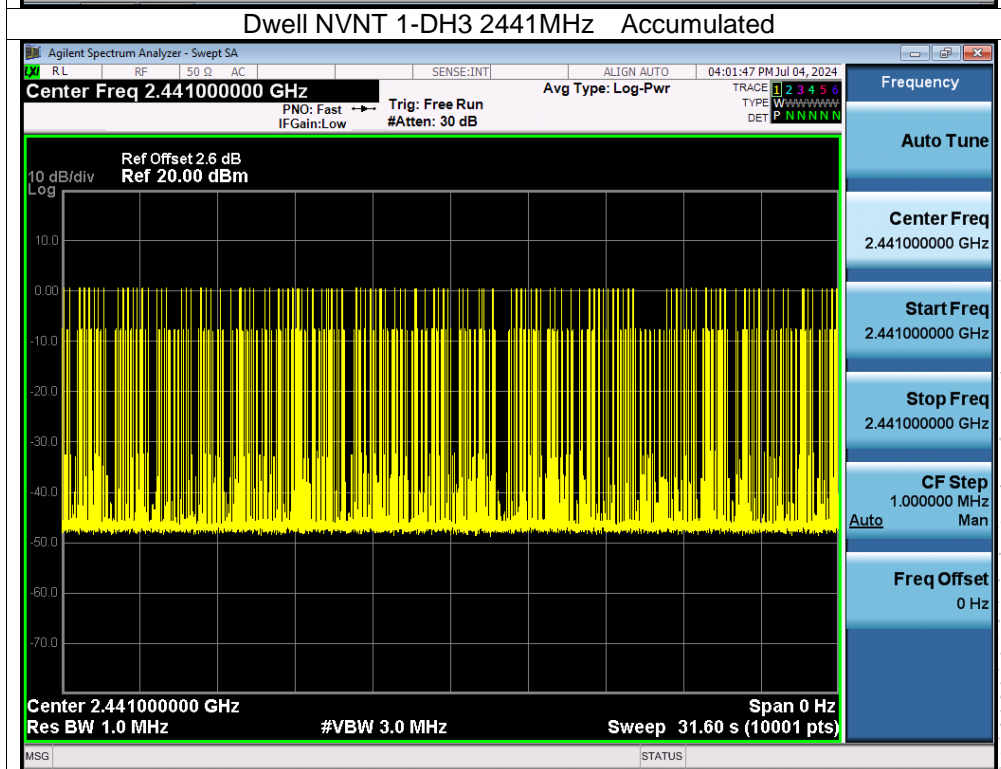 Dwell NVNT 1-DH3 2441MHz Accumulated
Agilent Spectrum Analyzer - Swept SA
LXI RL RF 50 Ω AC SENSE:INT ALIGN AUTO 04:01:47 PM Jul 04, 2024
Center Freq 2.441000000 GHz
PNO: Fast
IFGain:Low
Trig: Free Run
#Atten: 30 dB
Avg Type: Log-Pwr
TRACE 1 2 3 4 5 6
TYPE WWWWWWW
DET P N N N N N
Ref Offset 2.6 dB
10 dB/div Ref 20.00 dBm
Log
10.0
0.00
-10.0
-20.0
-30.0
-40.0
-50.0
-60.0
-70.0
Center 2.441000000 GHz Span 0 Hz
Res BW 1.0 MHz #VBW 3.0 MHz Sweep 31.60 s (10001 pts)
MSG STATUS
Frequency
Auto Tune
Center Freq
2.441000000 GHz
Start Freq
2.441000000 GHz
Stop Freq
2.441000000 GHz
CF Step
1.000000 MHz
Auto Man
Freq Offset
0 Hz